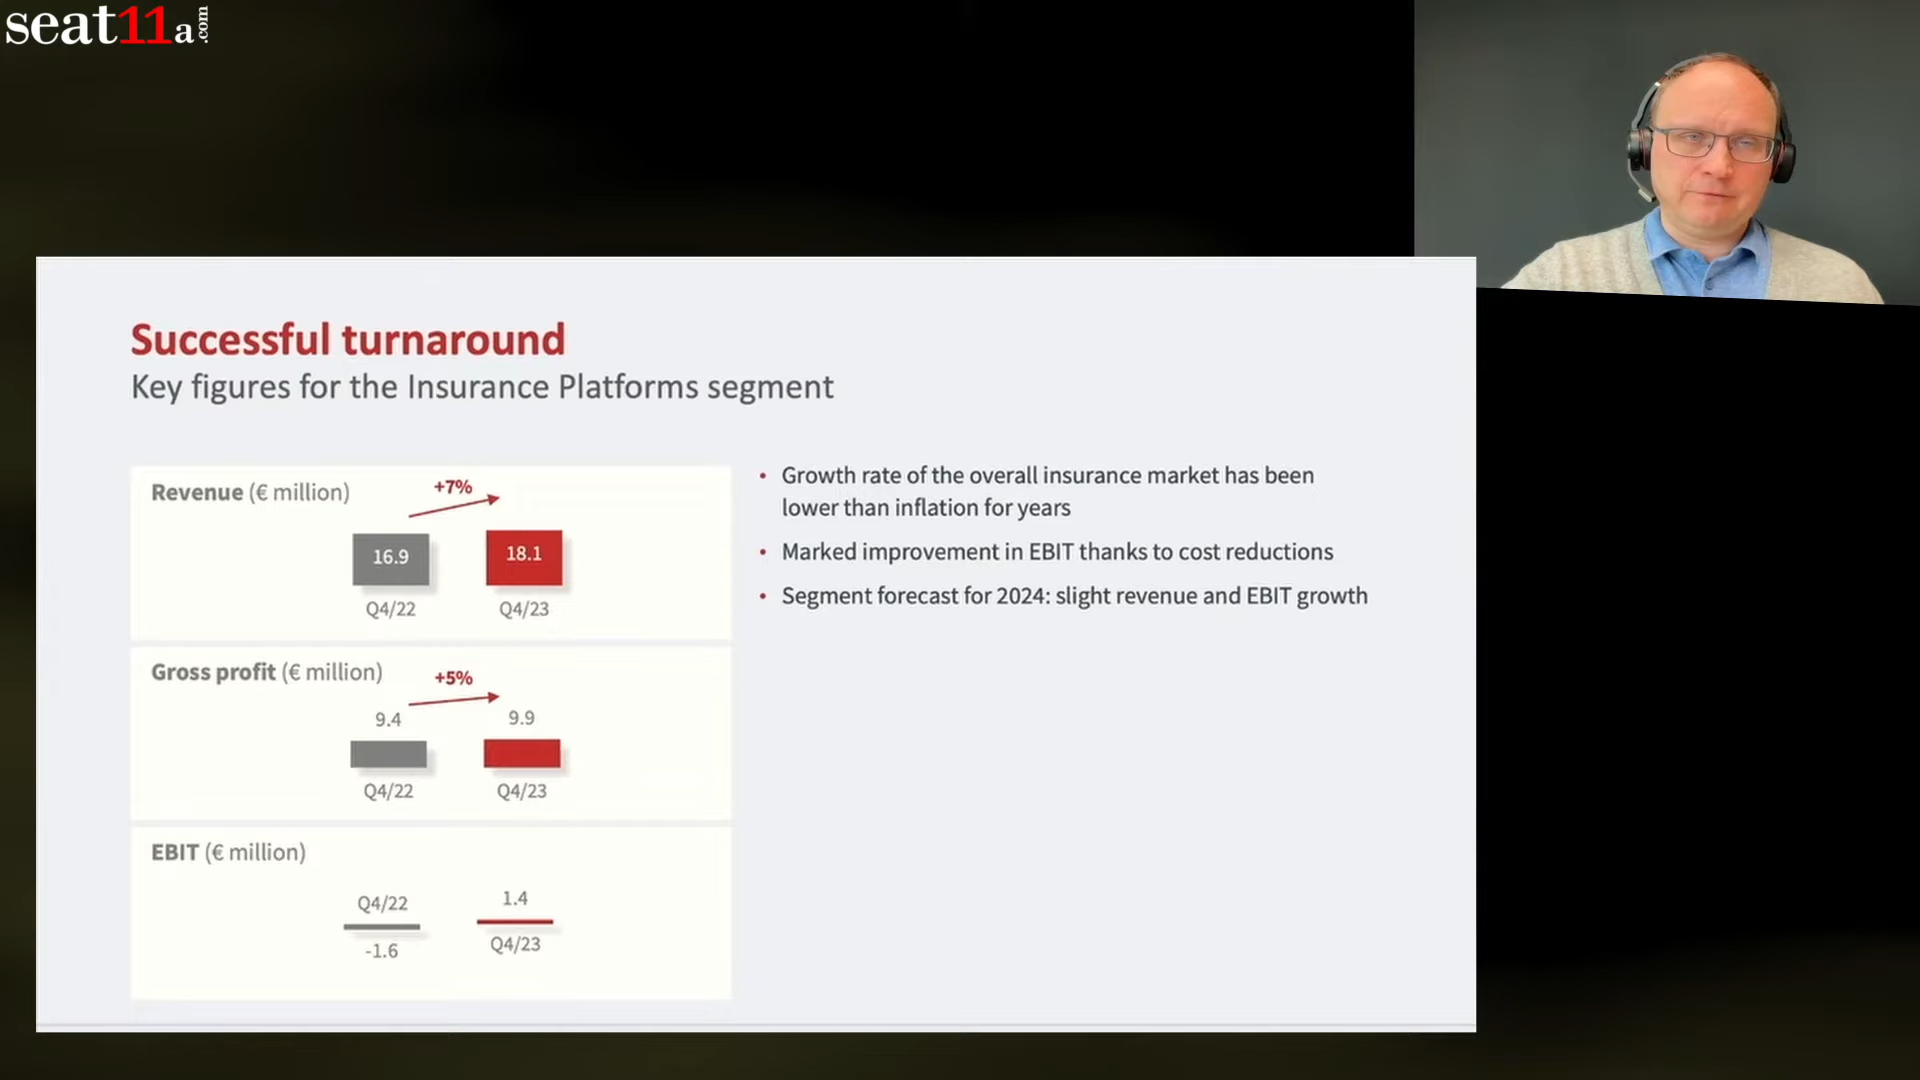 seat11a.com
Successful turnaround
Key figures for the Insurance Platforms segment
Revenue (€ million)
+7%
16.9
18.1
Q4/22
Q4/23
Gross profit (€ million)
+5%
9.4
9.9
Q4/22
Q4/23
EBIT (€ million)
Q4/22
1.4
-1.6
Q4/23
• Growth rate of the overall insurance market has been
lower than inflation for years
• Marked improvement in EBIT thanks to cost reductions
• Segment forecast for 2024: slight revenue and EBIT growth